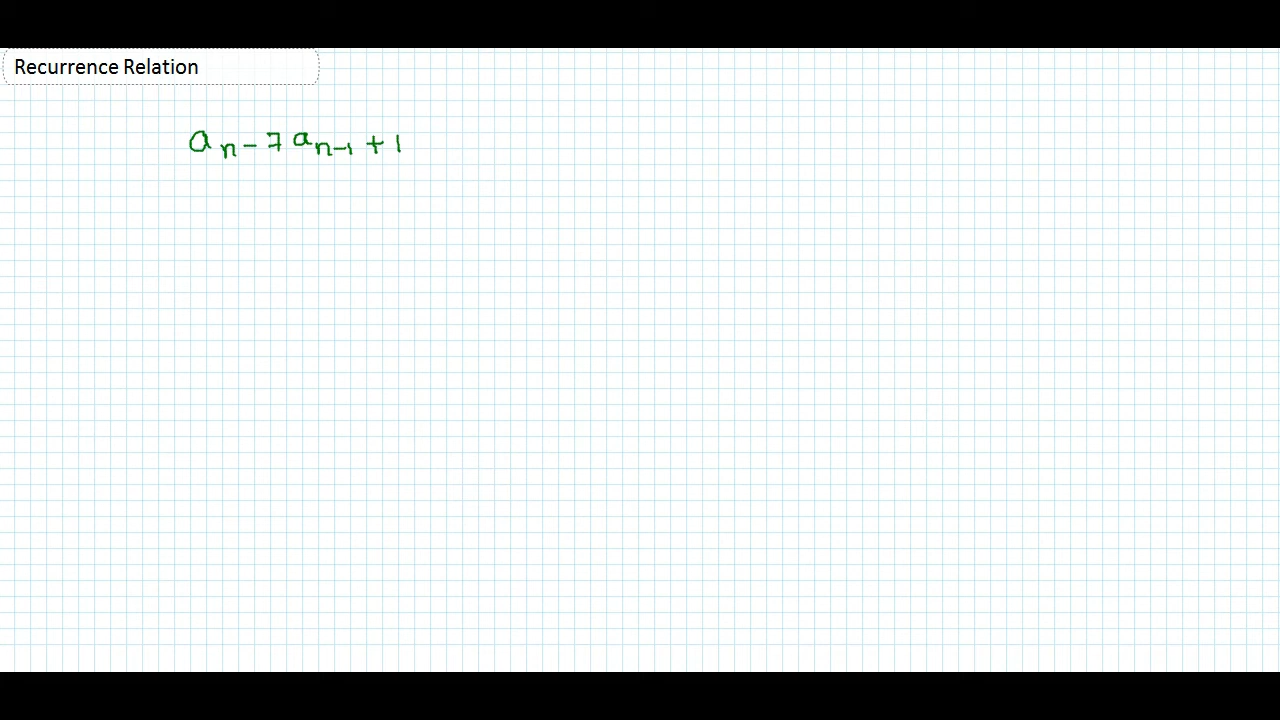 Recurrence Relation
aₙ - 7aₙ₋₁ + 1